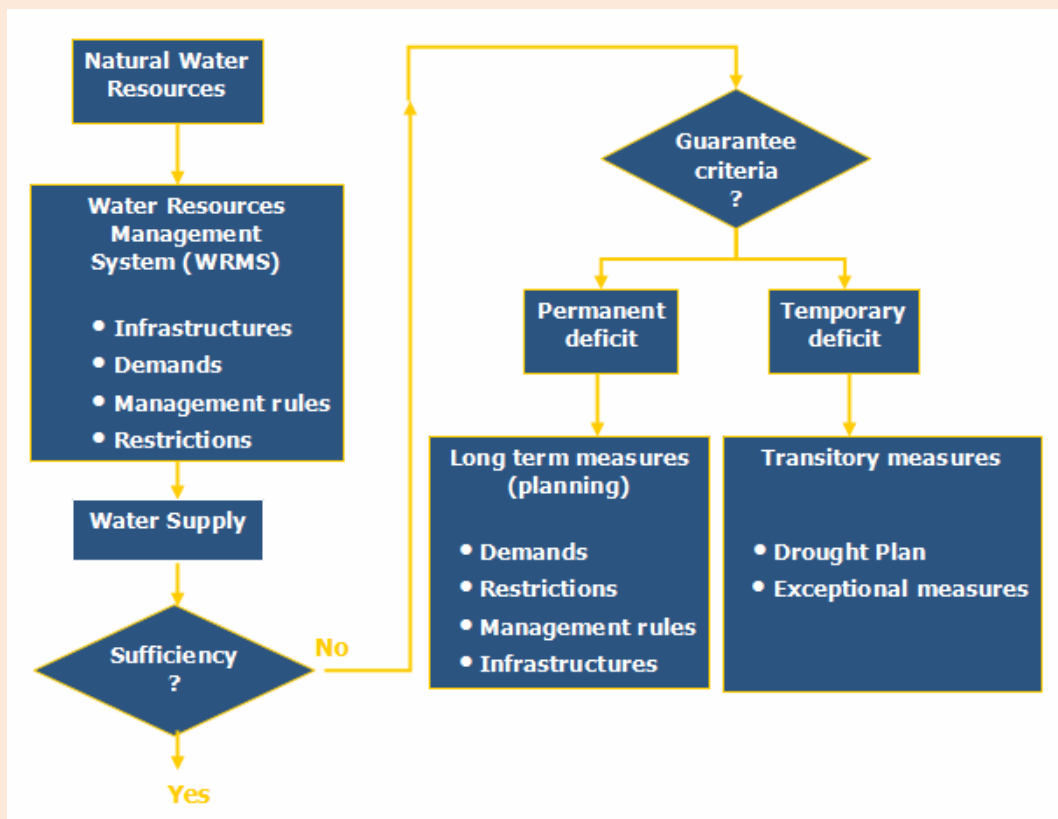 Natural Water
Resources
Water Resources
Management
System (WRMS)
• Infrastructures
• Demands
• Management rules
• Restrictions
Water Supply
Sufficiency
?
No
Yes
Guarantee
criteria
?
Permanent
deficit
Temporary
deficit
Long term measures
(planning)
• Demands
• Restrictions
• Management rules
• Infrastructures
Transitory measures
• Drought Plan
• Exceptional measures